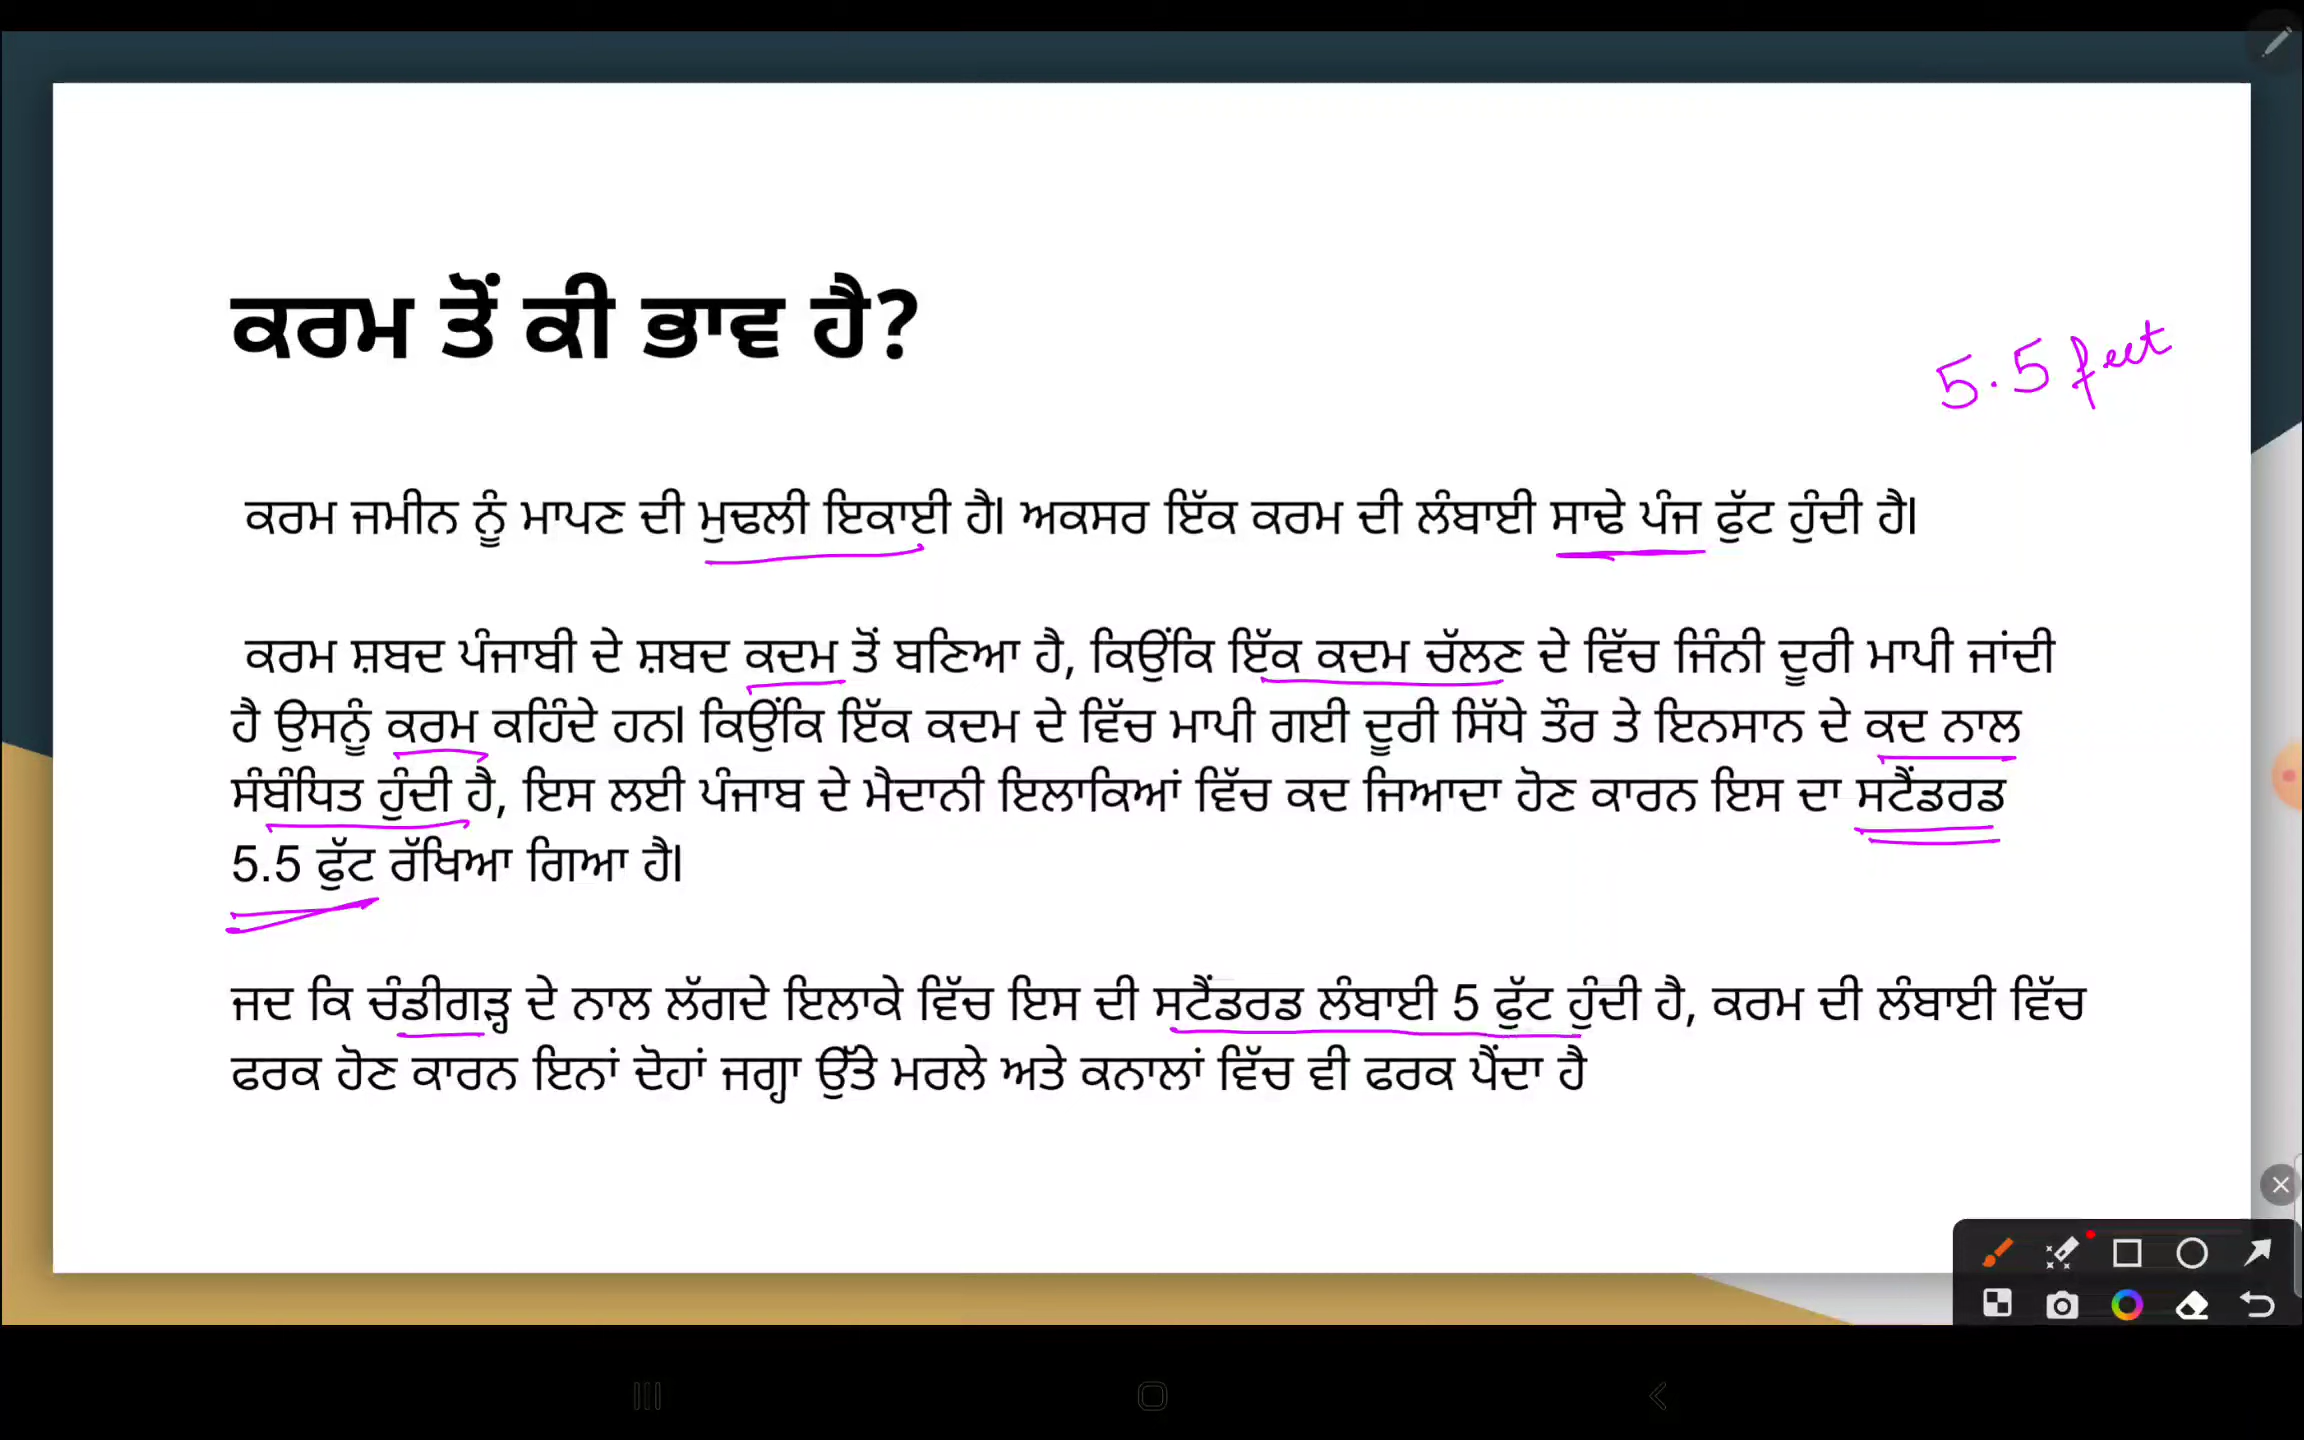 ਕਰਮ ਤੋਂ ਕੀ ਭਾਵ ਹੈ?
5.5 feet
ਕਰਮ ਜਮੀਨ ਨੂੰ ਮਾਪਣ ਦੀ ਮੁਢਲੀ ਇਕਾਈ ਹੈ। ਅਕਸਰ ਇੱਕ ਕਰਮ ਦੀ ਲੰਬਾਈ ਸਾਢੇ ਪੰਜ ਫੁੱਟ ਹੁੰਦੀ ਹੈ।
ਕਰਮ ਸ਼ਬਦ ਪੰਜਾਬੀ ਦੇ ਸ਼ਬਦ ਕਦਮ ਤੋਂ ਬਣਿਆ ਹੈ, ਕਿਉਂਕਿ ਇੱਕ ਕਦਮ ਚੱਲਣ ਦੇ ਵਿੱਚ ਜਿੰਨੀ ਦੂਰੀ ਮਾਪੀ ਜਾਂਦੀ
ਹੈ ਉਸਨੂੰ ਕਰਮ ਕਹਿੰਦੇ ਹਨ। ਕਿਉਂਕਿ ਇੱਕ ਕਦਮ ਦੇ ਵਿੱਚ ਮਾਪੀ ਗਈ ਦੂਰੀ ਸਿੱਧੇ ਤੌਰ ਤੇ ਇਨਸਾਨ ਦੇ ਕਦ ਨਾਲ
ਸੰਬੰਧਿਤ ਹੁੰਦੀ ਹੈ, ਇਸ ਲਈ ਪੰਜਾਬ ਦੇ ਮੈਦਾਨੀ ਇਲਾਕਿਆਂ ਵਿੱਚ ਕਦ ਜਿਆਦਾ ਹੋਣ ਕਾਰਨ ਇਸ ਦਾ ਸਟੈਂਡਰਡ
5.5 ਫੁੱਟ ਰੱਖਿਆ ਗਿਆ ਹੈ।
ਜਦ ਕਿ ਚੰਡੀਗੜ੍ਹ ਦੇ ਨਾਲ ਲੱਗਦੇ ਇਲਾਕੇ ਵਿੱਚ ਇਸ ਦੀ ਸਟੈਂਡਰਡ ਲੰਬਾਈ 5 ਫੁੱਟ ਹੁੰਦੀ ਹੈ, ਕਰਮ ਦੀ ਲੰਬਾਈ ਵਿੱਚ
ਫਰਕ ਹੋਣ ਕਾਰਨ ਇਨਾਂ ਦੋਹਾਂ ਜਗ੍ਹਾ ਉੱਤੇ ਮਰਲੇ ਅਤੇ ਕਨਾਲਾਂ ਵਿੱਚ ਵੀ ਫਰਕ ਪੈਂਦਾ ਹੈ